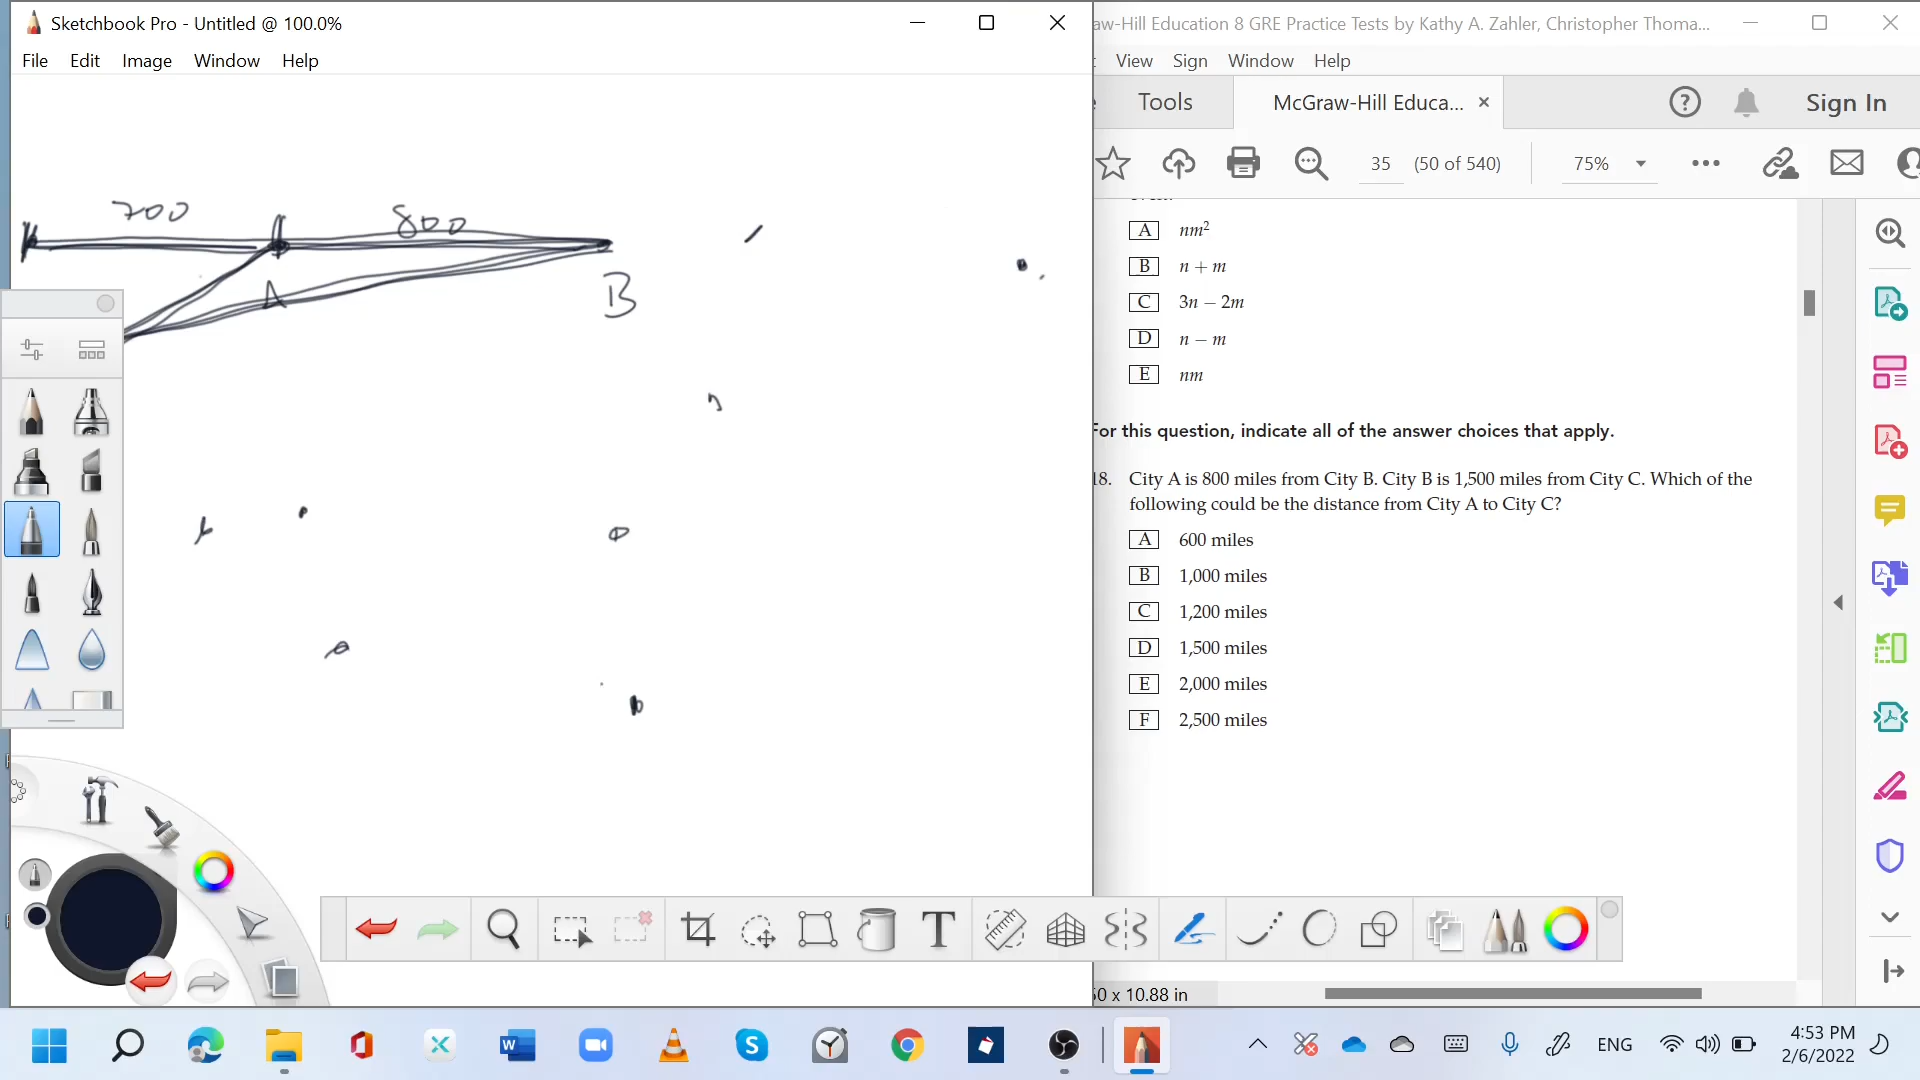 Sketchbook Pro - Untitled @ 100.0%
File Edit Image Window Help
700
800
A
B
aw-Hill Education 8 GRE Practice Tests by Kathy A. Zahler, Christopher Thoma...
View Sign Window Help
Tools
McGraw-Hill Educa... ×
Sign In
35 (50 of 540)
75%
A nm²
B n + m
C 3n – 2m
D n – m
E nm
For this question, indicate all of the answer choices that apply.
18. City A is 800 miles from City B. City B is 1,500 miles from City C. Which of the
following could be the distance from City A to City C?
A 600 miles
B 1,000 miles
C 1,200 miles
D 1,500 miles
E 2,000 miles
F 2,500 miles
T
50 x 10.88 in
ENG
4:53 PM
2/6/2022